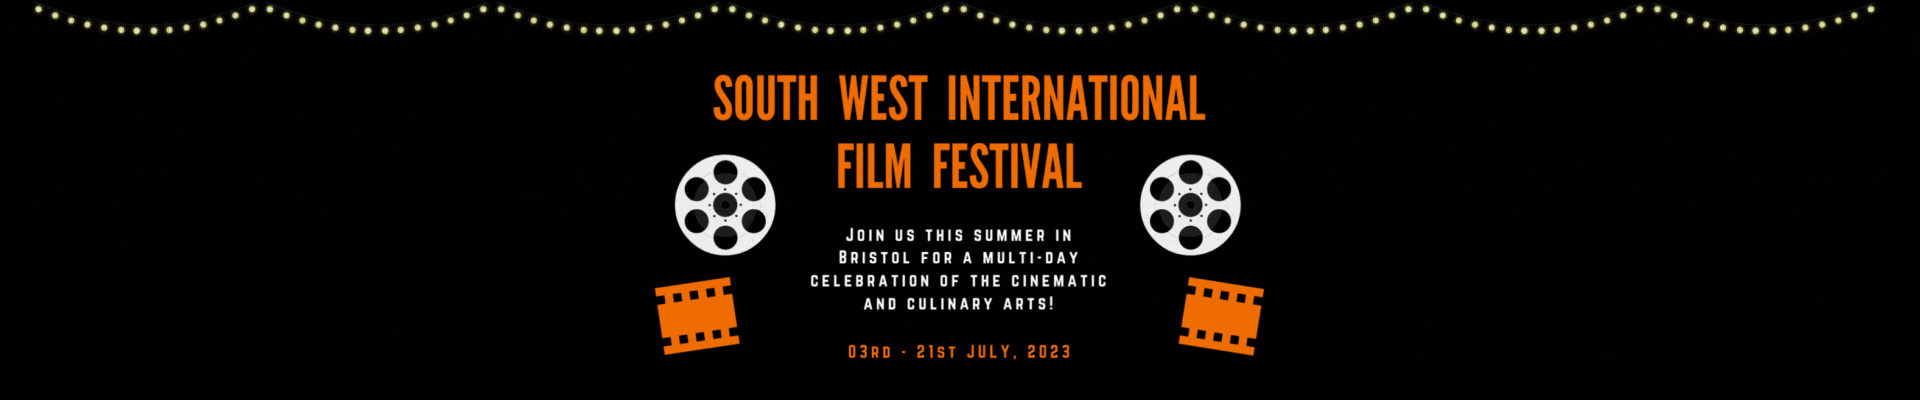 SOUTH WEST INTERNATIONAL
FILM FESTIVAL
JOIN US THIS SUMMER IN
BRISTOL FOR A MULTI-DAY
CELEBRATION OF THE CINEMATIC
AND CULINARY ARTS!
03RD - 21ST JULY, 2023